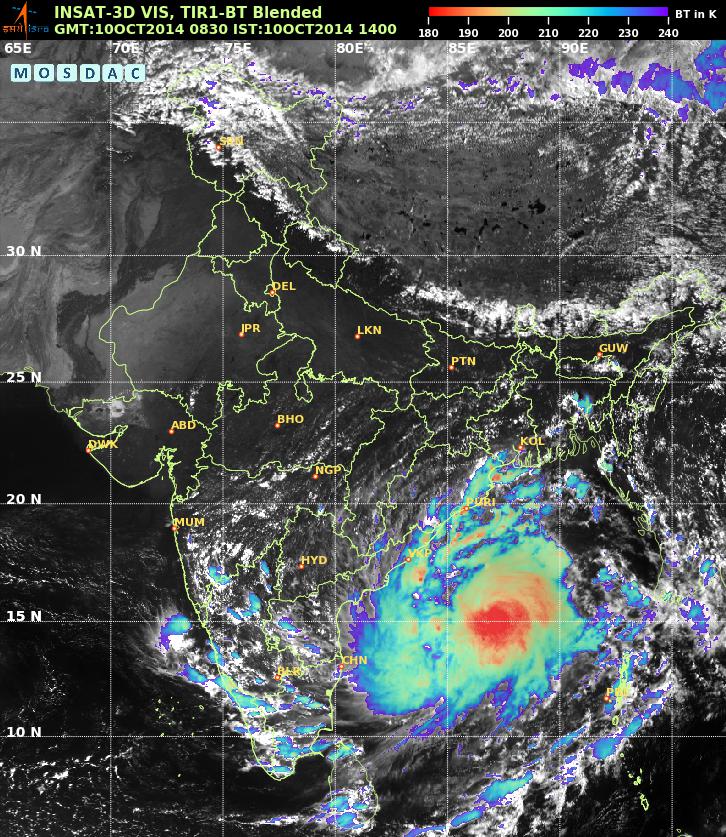 INSAT-3D VIS, TIR1-BT Blended
GMT:10OCT2014 0830 IST:10OCT2014 1400
BT in K
180 190 200 210 220 230 240
65E 70E 75E 80E 85E 90E
MOSDAC
SRN
30 N
DEL
JPR
LKN
GUW
PTN
25 N
ABD
BHO
DWK
KOL
NGP
20 N
PURI
MUM
VKP
HYD
15 N
CHN
BLR
10 N